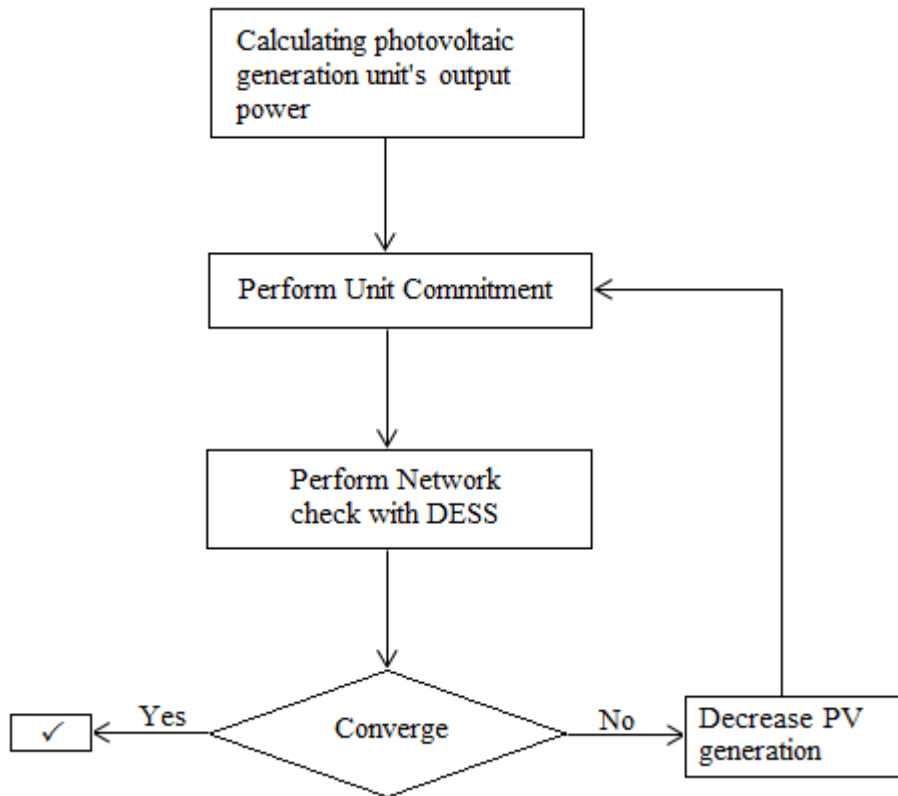 Calculating photovoltaic
generation unit's output
power
Perform Unit Commitment
Perform Network
check with DESS
Converge
Yes
✓
No
Decrease PV
generation